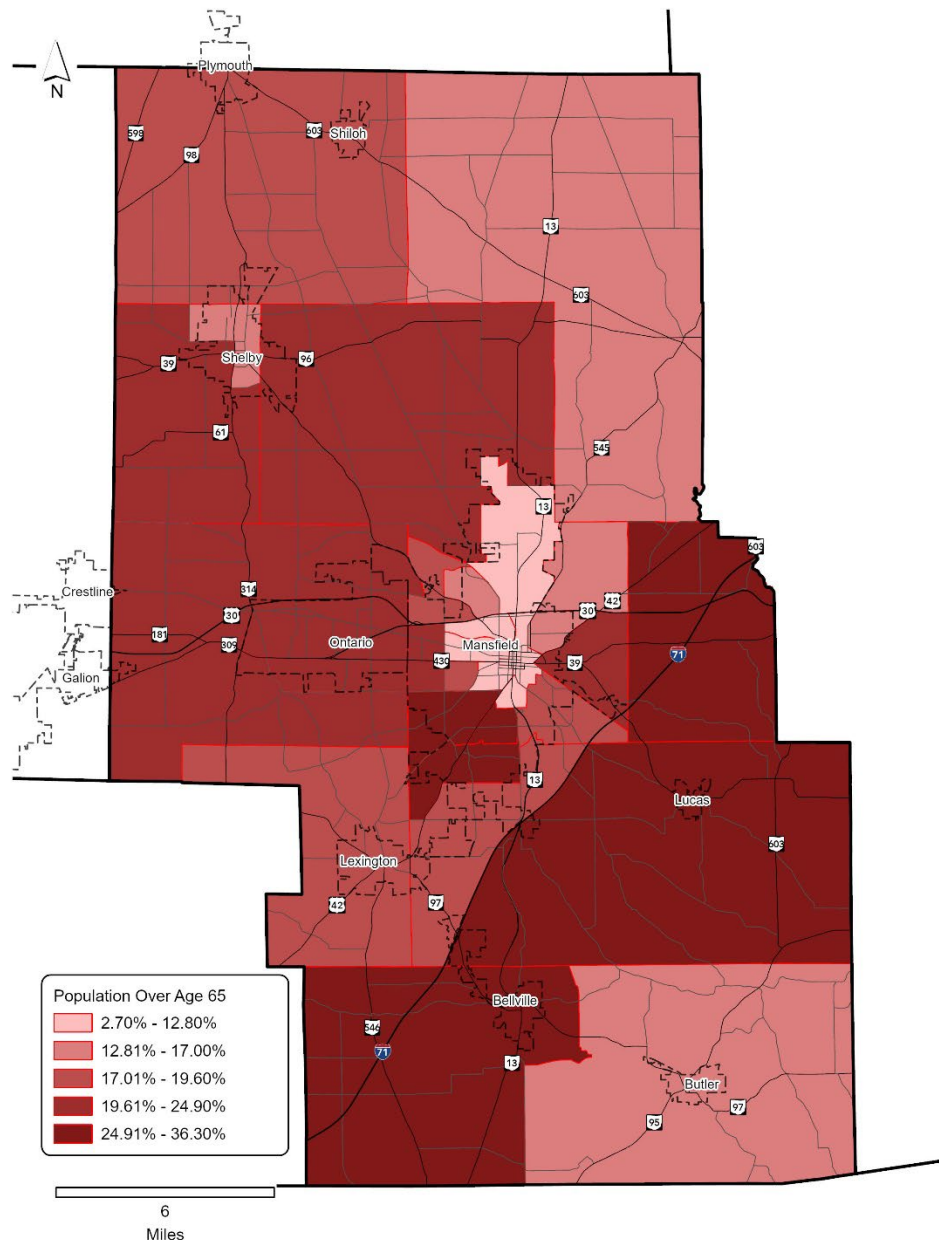 Plymouth
N
598
603
Shiloh
98
13
603
39
Shelby
96
61
545
13
603
Crestline
314
30
42
30
181
309
Ontario
Mansfield
430
39
71
Galion
13
Lucas
603
Lexington
42
97
Bellville
546
71
13
Butler
97
95
Population Over Age 65
2.70% - 12.80%
12.81% - 17.00%
17.01% - 19.60%
19.61% - 24.90%
24.91% - 36.30%
6
Miles